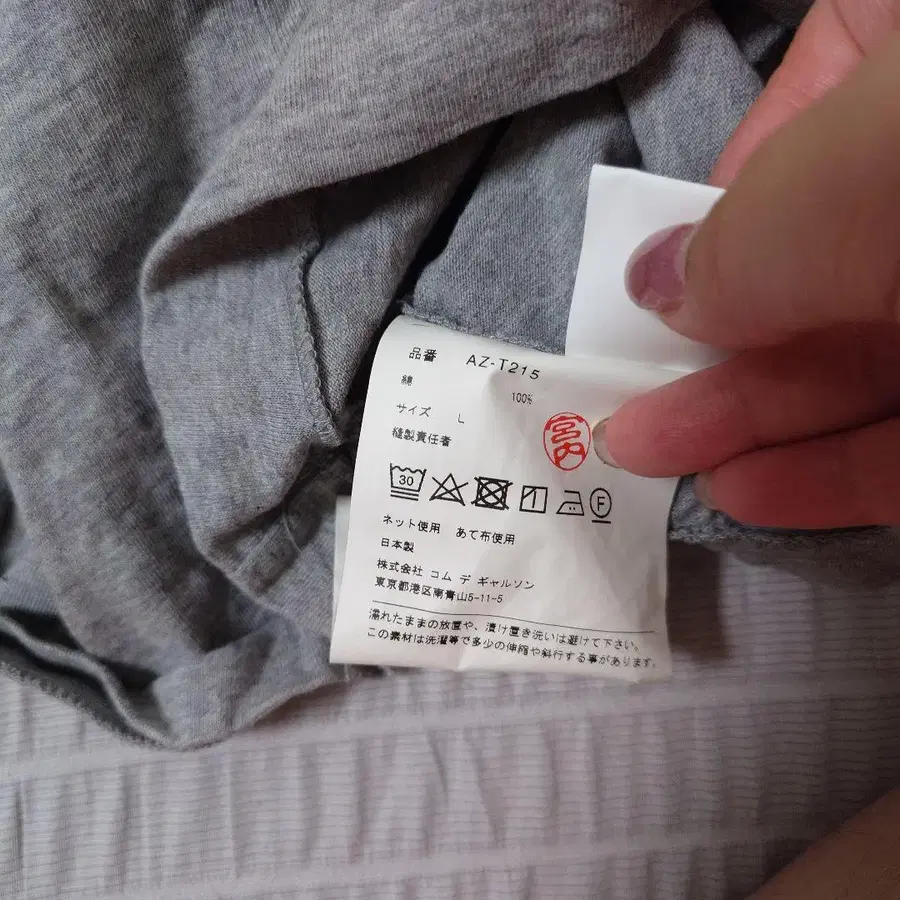 品番 AZ-T215
綿 100%
サイズ L
縫製責任者 宮内
30 F
ネット使用 あて布使用
日本製
株式会社 コム デ ギャルソン
東京都港区南青山5-11-5
濡れたままの放置や、漬け置き洗いは避けて下さい。
この素材は洗濯等で多少の伸縮や斜行する事があります。